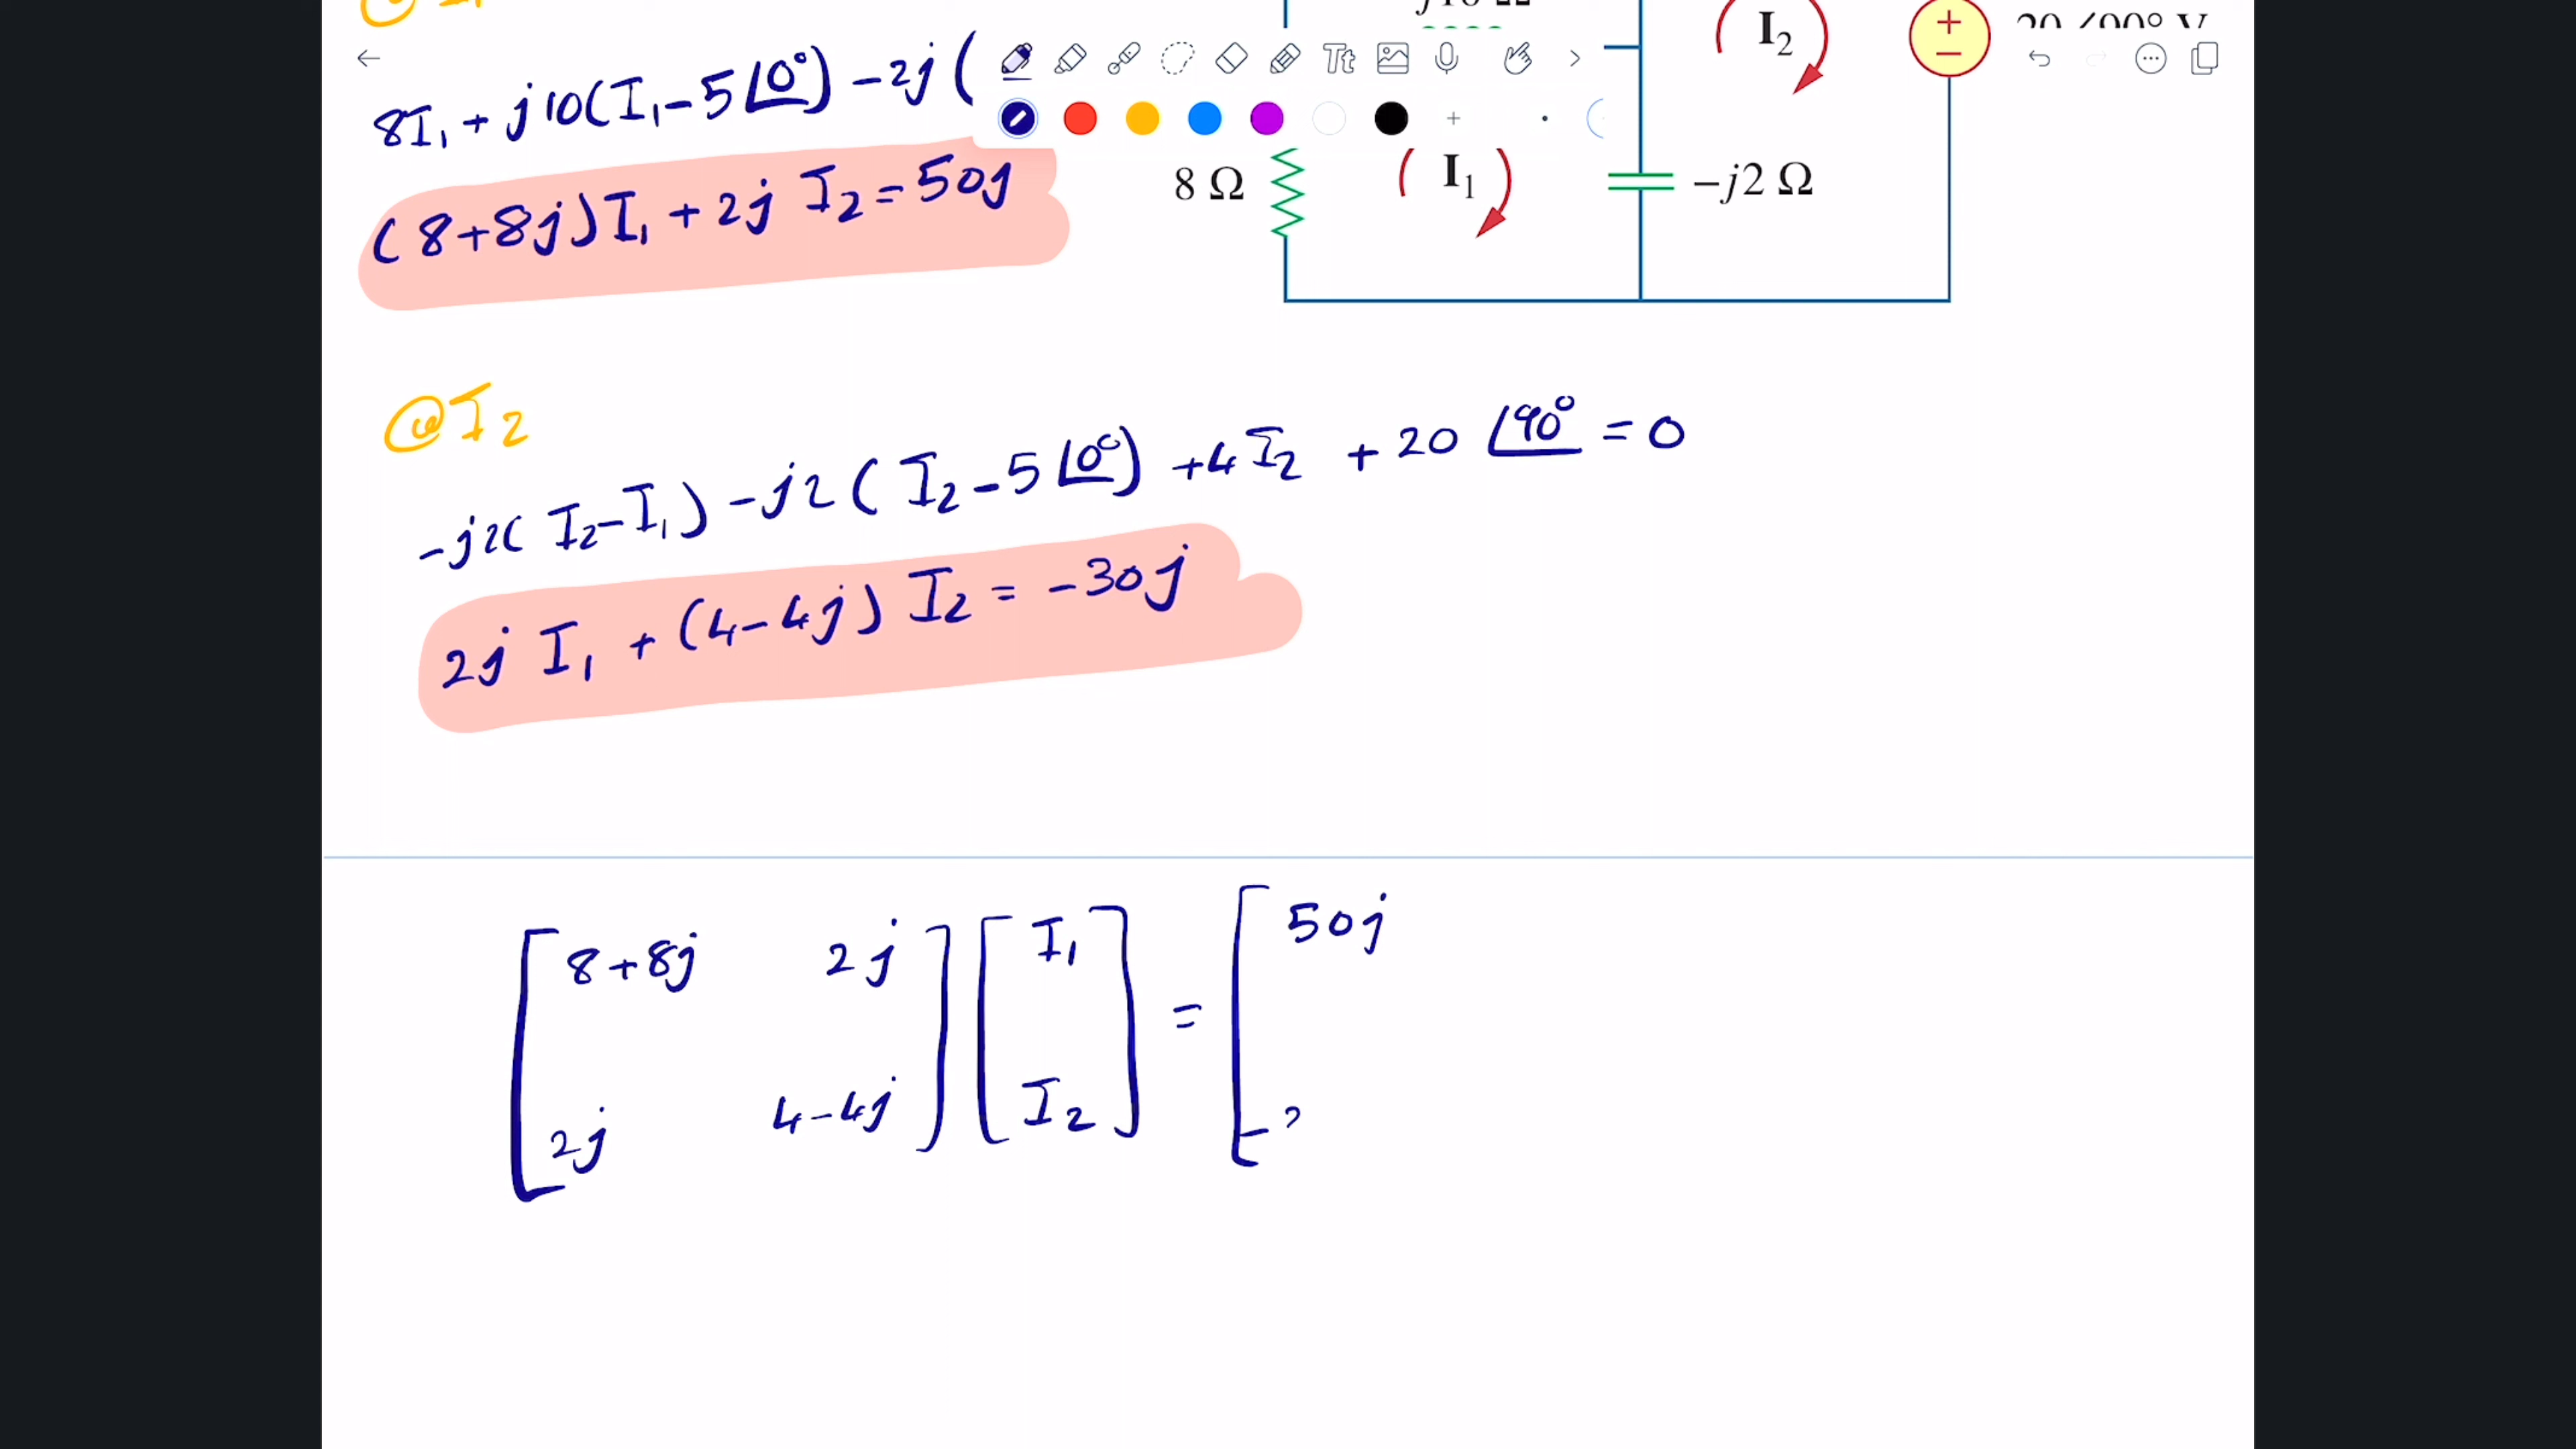 8I₁ + j10(I₁-5∠0°) -2j(
(8+8j)I₁ + 2j I₂ = 50j
Tt
I₂
+
−
8 Ω
I₁
−j2 Ω
@I₂
-j2( I₂-I₁) -j2( I₂-5∠0°) +4I₂ + 20 ∠90° = 0
2j I₁ + (4-4j) I₂ = -30j
[8+8j 2j] [I₁] = [50j
2j 4-4j I₂ -